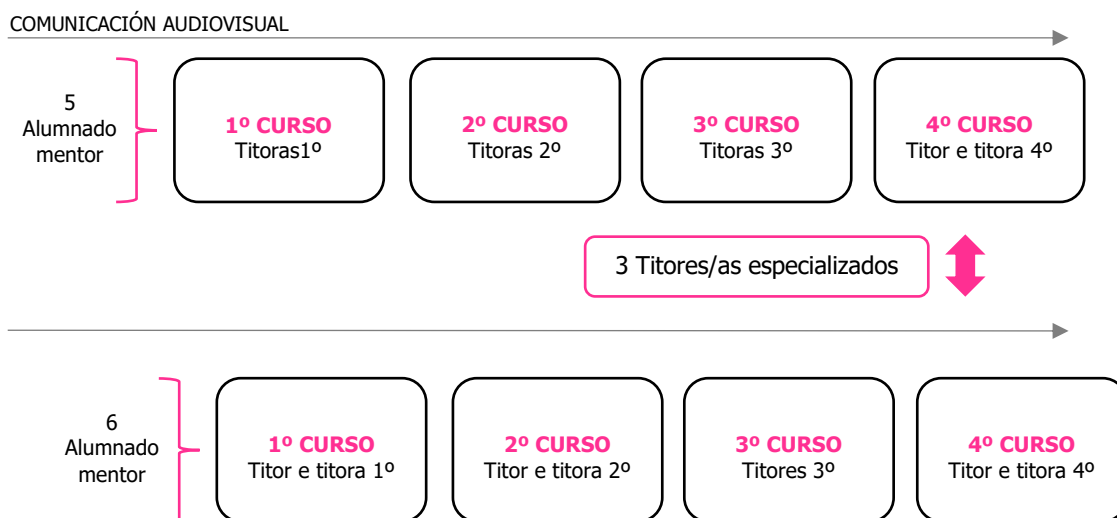 COMUNICACIÓN AUDIOVISUAL
5
Alumnado
mentor
1º CURSO
Titoras1º
2º CURSO
Titoras 2º
3º CURSO
Titoras 3º
4º CURSO
Titor e titora 4º
3 Titores/as especializados
6
Alumnado
mentor
1º CURSO
Titor e titora 1º
2º CURSO
Titor e titora 2º
3º CURSO
Titores 3º
4º CURSO
Titor e titora 4º